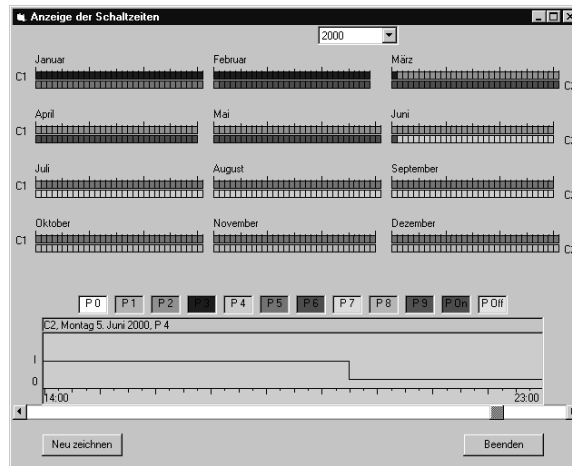 Anzeige der Schaltzeiten
2000
Januar Februar März
C1 C2
April Mai Juni
C1 C2
Juli August September
C1 C2
Oktober November Dezember
C1 C2
P 0 P 1 P 2 P 3 P 4 P 5 P 6 P 7 P 8 P 9 P On P Off
C2, Montag 5. Juni 2000, P 4
I
0
14:00 23:00
Neu zeichnen Beenden